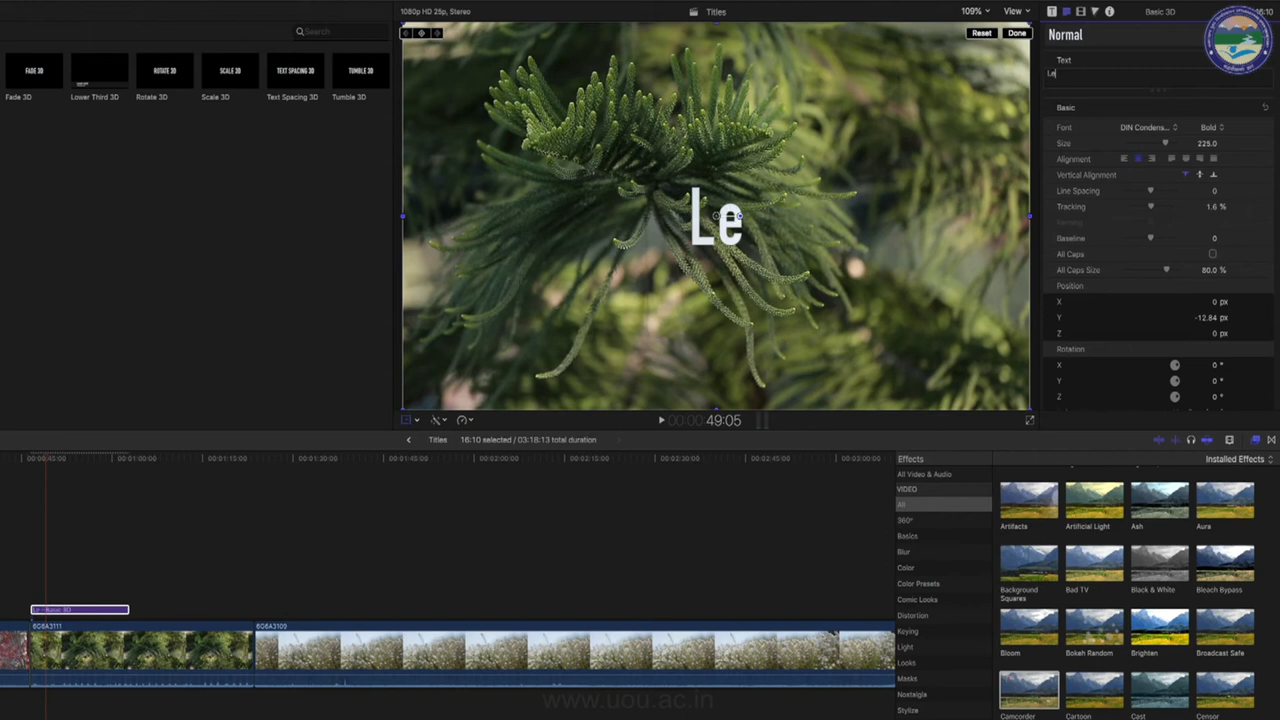 1080p HD 25p, Stereo
Titles
109%
View
Basic 3D
16:10
Search
Reset
Done
Normal
Text
Le
FADE 3D
ROTATE 3D
SCALE 3D
TEXT SPACING 3D
TUMBLE 3D
Fade 3D
Lower Third 3D
Rotate 3D
Scale 3D
Text Spacing 3D
Tumble 3D
Le
Basic
Font
DIN Condens...
Bold
Size
225.0
Alignment
Vertical Alignment
Line Spacing
0
Tracking
1.6 %
Kerning
Baseline
0
All Caps
All Caps Size
80.0 %
Position
X
0 px
Y
-12.84 px
Z
0 px
Rotation
X
0 °
Y
0 °
Z
0 °
00:00:49:05
Titles
16:10 selected / 03:18:13 total duration
00:00:45:00
00:01:00:00
00:01:15:00
00:01:30:00
00:01:45:00
00:02:00:00
00:02:15:00
00:02:30:00
00:02:45:00
00:03:00:00
Effects
Installed Effects
All Video & Audio
VIDEO
All
360°
Basics
Blur
Color
Color Presets
Comic Looks
Distortion
Keying
Light
Looks
Masks
Nostalgia
Stylize
Artifacts
Artificial Light
Ash
Aura
Background Squares
Bad TV
Black & White
Bleach Bypass
Bloom
Bokeh Random
Brighten
Broadcast Safe
Camcorder
Cartoon
Cast
Censor
Le - Basic 3D
6G6A3111
6G6A3109
www.uou.ac.in